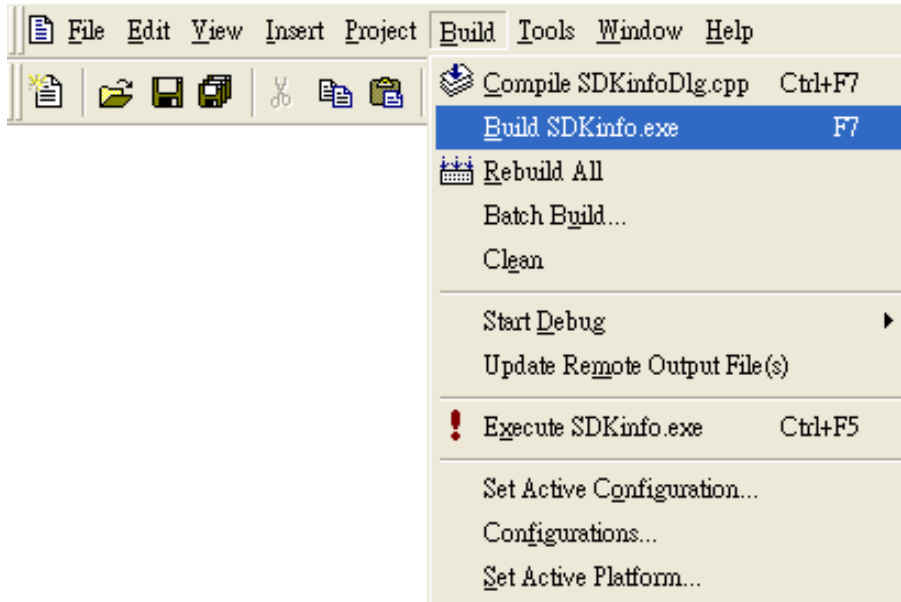 File Edit View Insert Project Build Tools Window Help
Compile SDKinfoDlg.cpp Ctrl+F7
Build SDKinfo.exe F7
Rebuild All
Batch Build...
Clean
Start Debug
Update Remote Output File(s)
Execute SDKinfo.exe Ctrl+F5
Set Active Configuration...
Configurations...
Set Active Platform...